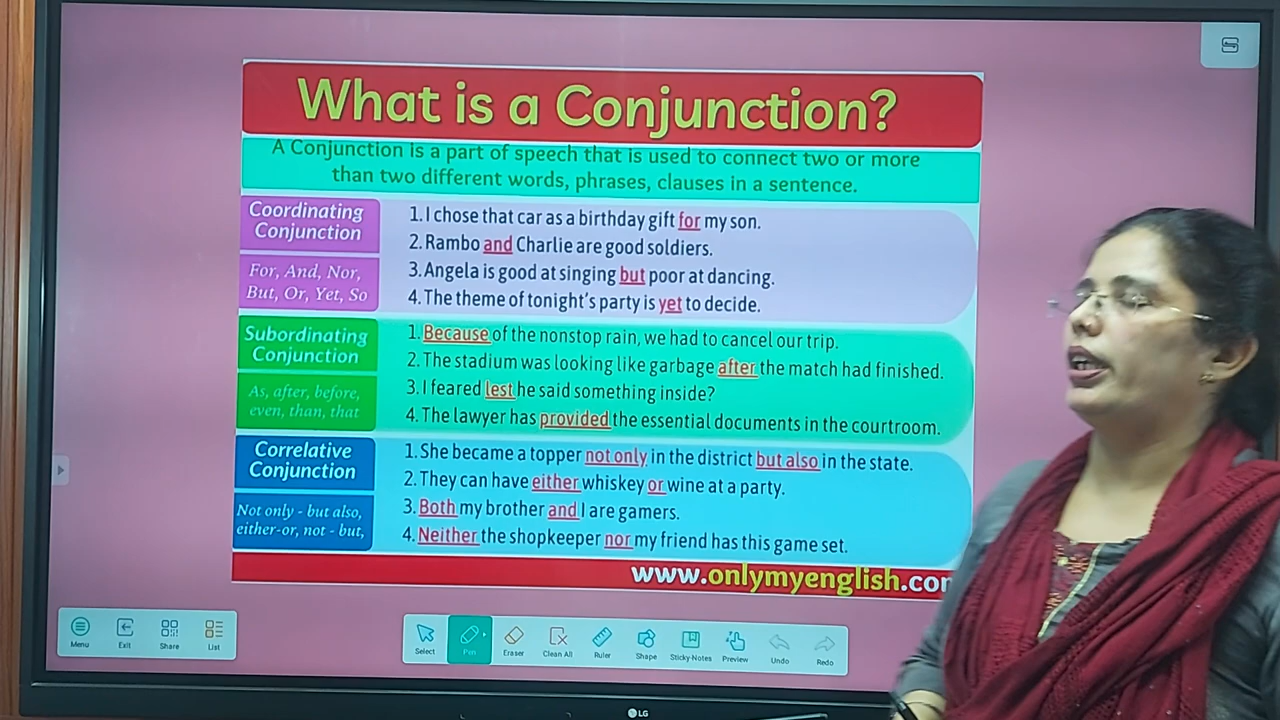 What is a Conjunction?
A Conjunction is a part of speech that is used to connect two or more
than two different words, phrases, clauses in a sentence.
Coordinating
Conjunction
For, And, Nor,
But, Or, Yet, So
1. I chose that car as a birthday gift for my son.
2. Rambo and Charlie are good soldiers.
3. Angela is good at singing but poor at dancing.
4. The theme of tonight's party is yet to decide.
Subordinating
Conjunction
As, after, before,
even, than, that
1. Because of the nonstop rain, we had to cancel our trip.
2. The stadium was looking like garbage after the match had finished.
3. I feared lest he said something inside?
4. The lawyer has provided the essential documents in the courtroom.
Correlative
Conjunction
Not only - but also,
either-or, not - but,
1. She became a topper not only in the district but also in the state.
2. They can have either whiskey or wine at a party.
3. Both my brother and I are gamers.
4. Neither the shopkeeper nor my friend has this game set.
www.onlymyenglish.com
Menu Exit Share List
Select Pen Eraser Clean All Ruler Shape Sticky Notes Preview Undo Redo
LG